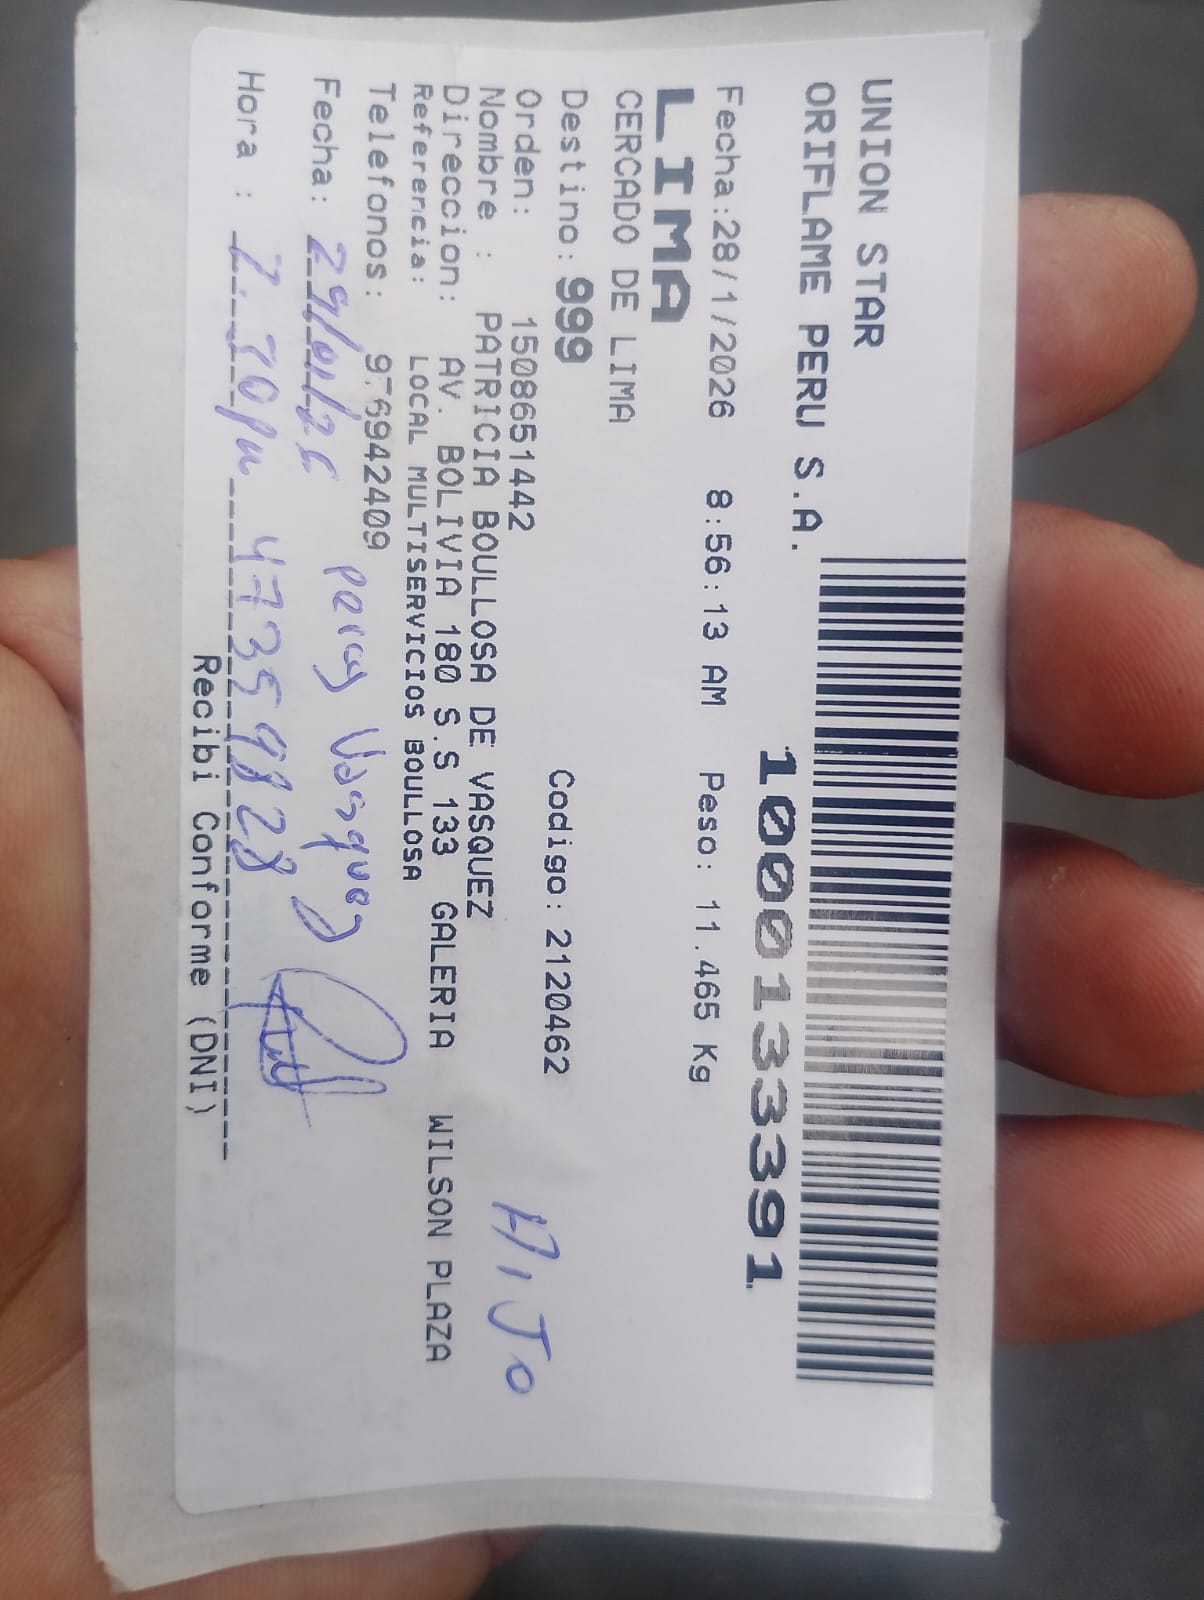 UNION STAR
ORIFLAME PERU S.A.
1000133391
Fecha:28/1/2026 8:56:13 AM Peso: 11.465 Kg
LIMA
CERCADO DE LIMA
Destino: 999 Codigo: 2120462
Orden: 1508651442
Nombre : PATRICIA BOULLOSA DE VASQUEZ
HIJO
Direccion: AV. BOLIVIA 180 S.S 133 GALERIA WILSON PLAZA
Referencia: LOCAL MULTISERVICIOS BOULLOSA
Telefonos: 976942409
Fecha: 29/01/26 percy Vasquez
Hora : 47359828
Recibi Conforme (DNI)